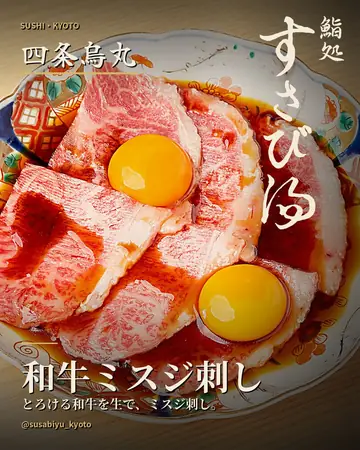 SUSHI・KYOTO
四条烏丸
鮨処
すさび湯
和牛ミスジ刺し
とろける和牛を生で、ミスジ刺し。
@susabiyu_kyoto